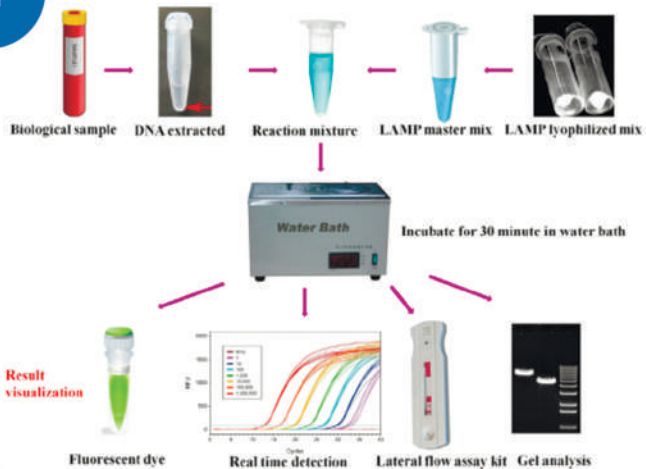 Biological sample
DNA extracted
Reaction mixture
LAMP master mix
LAMP lyophilized mix
Water Bath
Incubate for 30 minute in water bath
Result
visualization
Fluorescent dye
Real time detection
Cycles
Lateral flow assay kit
Gel analysis